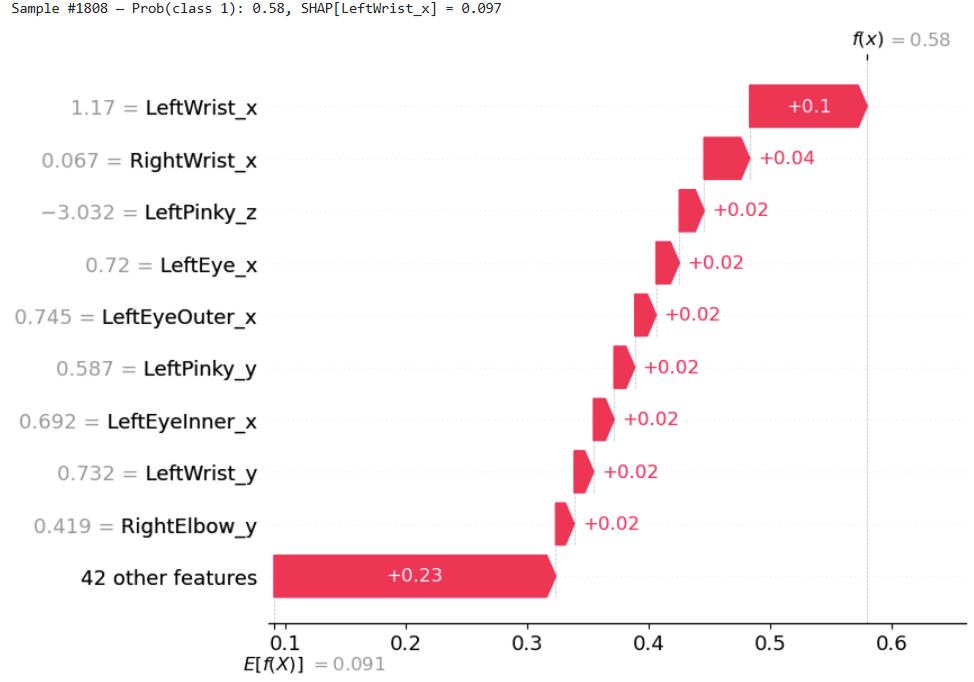 Sample #1808 — Prob(class 1): 0.58, SHAP[LeftWrist_x] = 0.097
f(x) = 0.58
1.17 = LeftWrist_x +0.1
0.067 = RightWrist_x +0.04
−3.032 = LeftPinky_z +0.02
0.72 = LeftEye_x +0.02
0.745 = LeftEyeOuter_x +0.02
0.587 = LeftPinky_y +0.02
0.692 = LeftEyeInner_x +0.02
0.732 = LeftWrist_y +0.02
0.419 = RightElbow_y +0.02
42 other features +0.23
0.1 0.2 0.3 0.4 0.5 0.6
E[f(X)] = 0.091